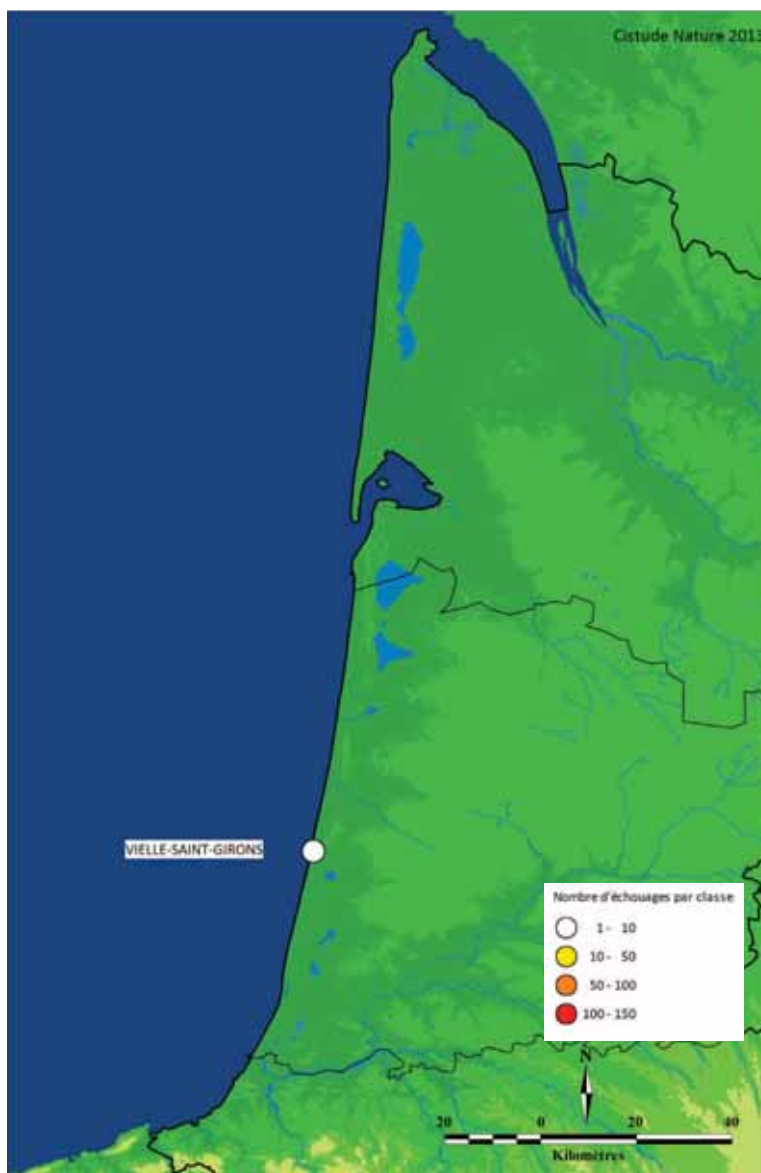 Cistude Nature 2013
VIELLE-SAINT-GIRONS
Nombre d'échouages par classe
1 - 10
10 - 50
50 - 100
100 - 150
N
20 0 20 40
Kilomètres